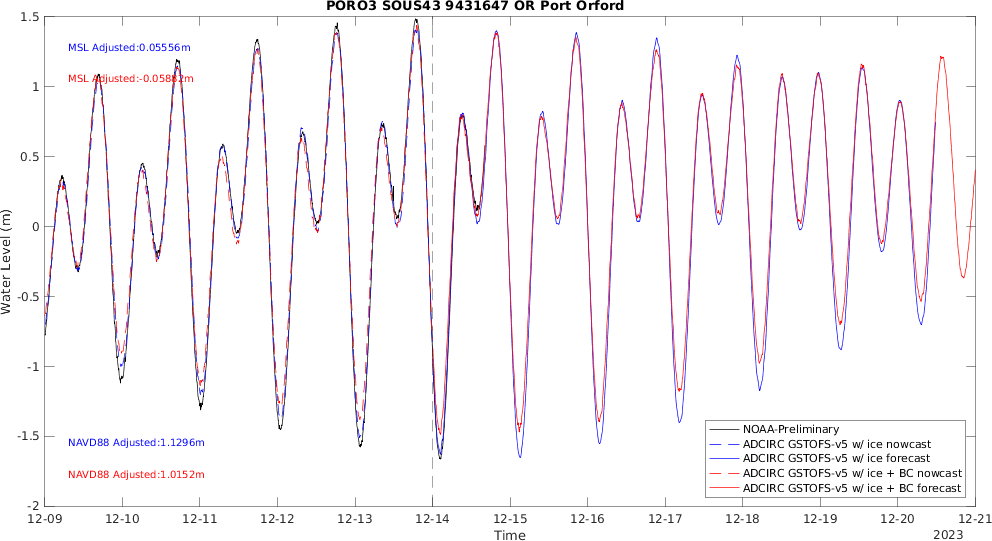 PORO3 SOUS43 9431647 OR Port Orford
MSL Adjusted:0.05556m
MSL Adjusted:-0.05882m
NAVD88 Adjusted:1.1296m
NAVD88 Adjusted:1.0152m
Water Level (m)
1.5
1
0.5
0
-0.5
-1
-1.5
-2
NOAA-Preliminary
ADCIRC GSTOFS-v5 w/ ice nowcast
ADCIRC GSTOFS-v5 w/ ice forecast
ADCIRC GSTOFS-v5 w/ ice + BC nowcast
ADCIRC GSTOFS-v5 w/ ice + BC forecast
12-09 12-10 12-11 12-12 12-13 12-14 12-15 12-16 12-17 12-18 12-19 12-20 12-21
Time
2023